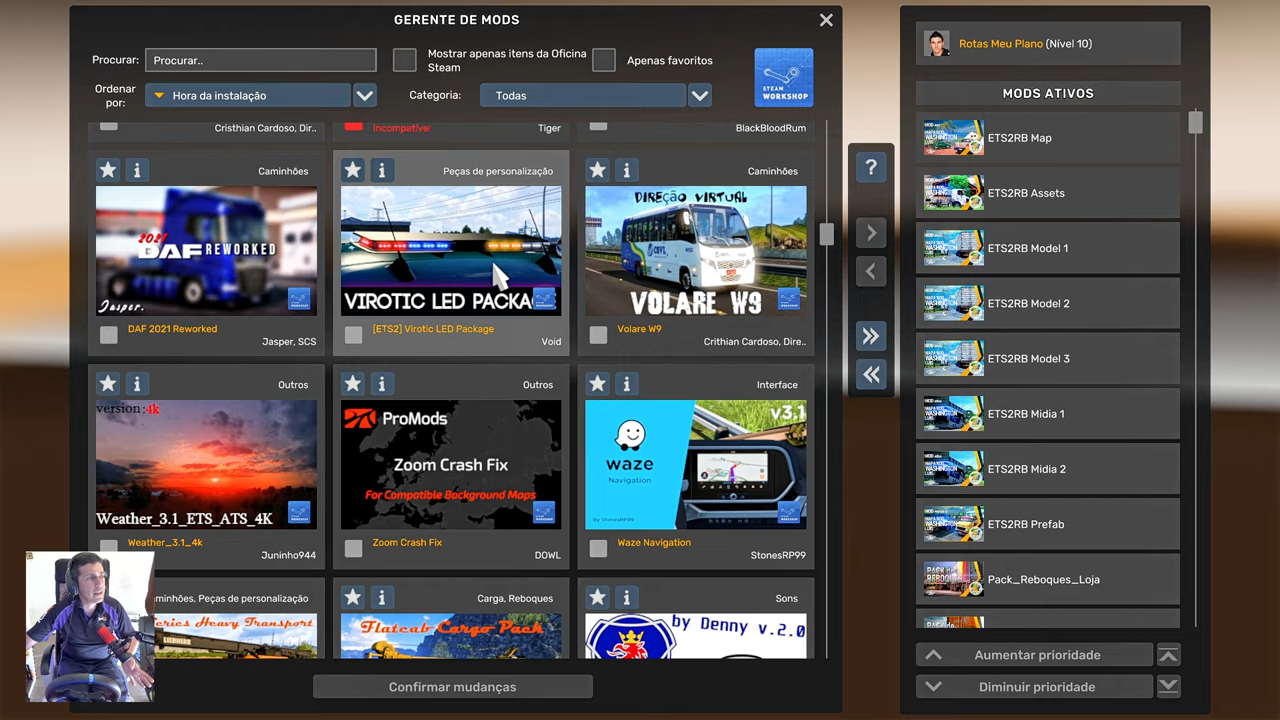 GERENTE DE MODS
Procurar:
Procurar..
Mostrar apenas itens da Oficina
Steam
Apenas favoritos
STEAM
WORKSHOP
Ordenar
por:
Hora da instalação
Categoria:
Todas
Cristhian Cardoso, Dir..
Incompatível
Tiger
BlackBloodRum
Caminhões
2021
DAF REWORKED
Jasper.
DAF 2021 Reworked
Jasper, SCS
Peças de personalização
VIROTIC LED PACKA
[ETS2] Virotic LED Package
Void
Caminhões
DIREÇÃO VIRTUAL
VOLARE W9
Volare W9
Crithian Cardoso, Dire..
Outros
version:4k
Weather_3.1_ETS_ATS_4K
Weather_3.1_4k
Juninho944
Outros
ProMods
Zoom Crash Fix
For Compatible Background Maps
Zoom Crash Fix
DOWL
Interface
v3.1
waze
Navigation
by StonesRP99
Waze Navigation
StonesRP99
aminhões, Peças de personalização
eries Heavy Transport
Carga, Reboques
Flatcab Cargo Pack
Sons
by Denny v.2.0
Confirmar mudanças
?
Rotas Meu Plano (Nível 10)
MODS ATIVOS
ETS2RB Map
ETS2RB Assets
ETS2RB Model 1
ETS2RB Model 2
ETS2RB Model 3
ETS2RB Midia 1
ETS2RB Midia 2
ETS2RB Prefab
Pack_Reboques_Loja
Aumentar prioridade
Diminuir prioridade